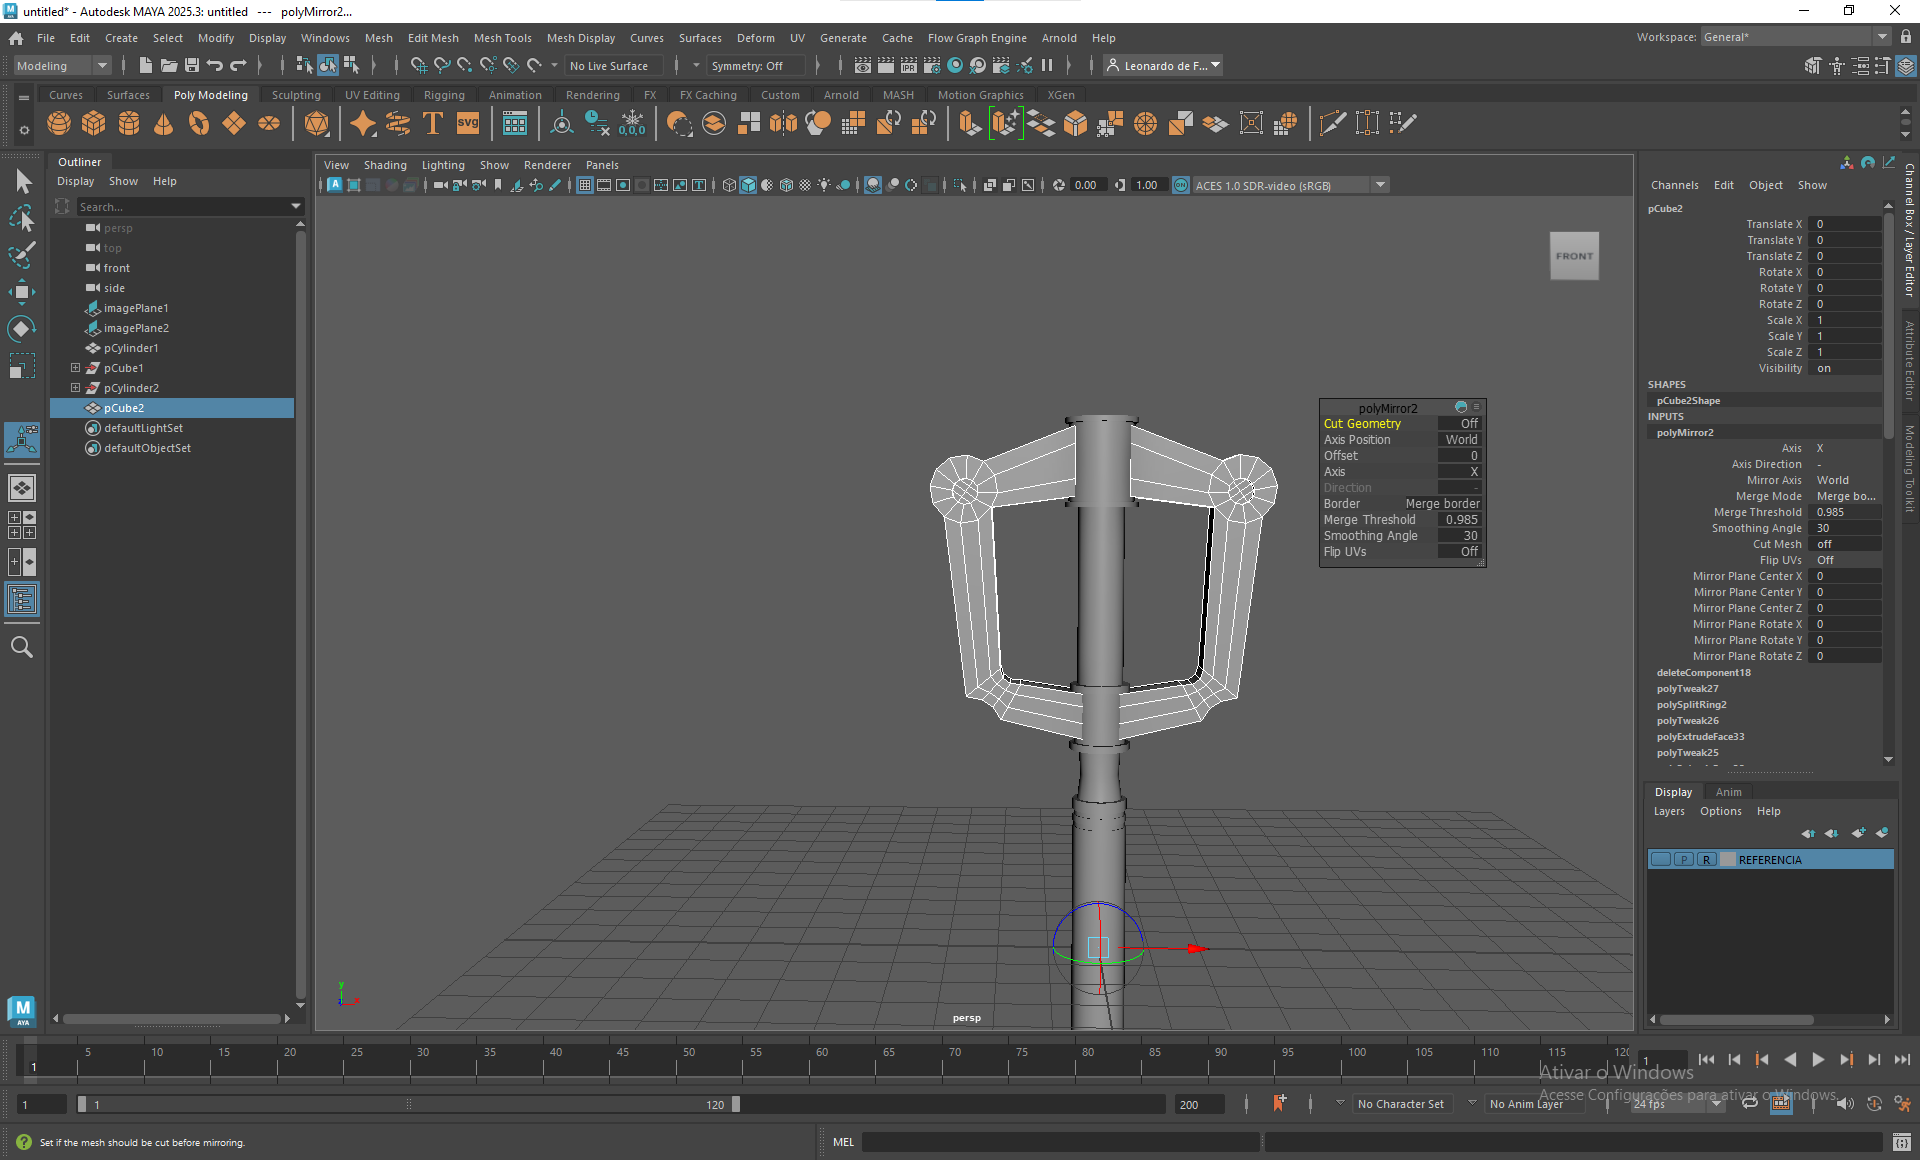 untitled* - Autodesk MAYA 2025.3: untitled   ---   polyMirror2...
File Edit Create Select Modify Display Windows Mesh Edit Mesh Mesh Tools Mesh Display Curves Surfaces Deform UV Generate Cache Flow Graph Engine Arnold Help
Workspace: General*
Modeling
No Live Surface
Symmetry: Off
Leonardo de F...
Curves Surfaces Poly Modeling Sculpting UV Editing Rigging Animation Rendering FX FX Caching Custom Arnold MASH Motion Graphics XGen
T SVG 0,0,0
Outliner
Display Show Help
Search...
persp
top
front
side
imagePlane1
imagePlane2
pCylinder1
pCube1
pCylinder2
pCube2
defaultLightSet
defaultObjectSet
View Shading Lighting Show Renderer Panels
0.00
1.00
ACES 1.0 SDR-video (sRGB)
FRONT
polyMirror2
Cut Geometry Off
Axis Position World
Offset 0
Axis X
Direction -
Border Merge border
Merge Threshold 0.985
Smoothing Angle 30
Flip UVs Off
y
persp
Channels Edit Object Show
pCube2
Translate X 0
Translate Y 0
Translate Z 0
Rotate X 0
Rotate Y 0
Rotate Z 0
Scale X 1
Scale Y 1
Scale Z 1
Visibility on
SHAPES
pCube2Shape
INPUTS
polyMirror2
Axis X
Axis Direction -
Mirror Axis World
Merge Mode Merge bo...
Merge Threshold 0.985
Smoothing Angle 30
Cut Mesh off
Flip UVs Off
Mirror Plane Center X 0
Mirror Plane Center Y 0
Mirror Plane Center Z 0
Mirror Plane Rotate X 0
Mirror Plane Rotate Y 0
Mirror Plane Rotate Z 0
deleteComponent18
polyTweak27
polySplitRing2
polyTweak26
polyExtrudeFace33
polyTweak25
Channel Box / Layer Editor
Attribute Editor
Modeling Toolkit
Display Anim
Layers Options Help
P R REFERENCIA
M
AYA
1 5 10 15 20 25 30 35 40 45 50 55 60 65 70 75 80 85 90 95 100 105 110 115 120
1
Ativar o Windows
Acesse Configurações para ativar o Windows.
1
1
120
200
No Character Set
No Anim Layer
24 fps
Set if the mesh should be cut before mirroring.
MEL